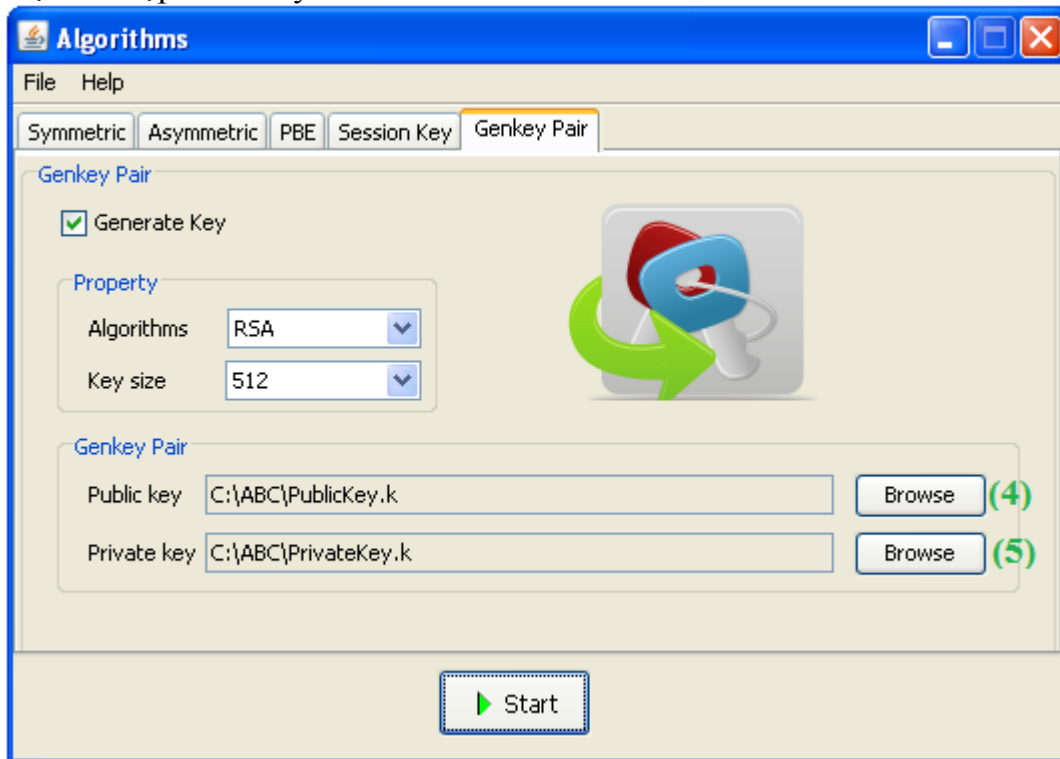 Algorithms
File Help
Symmetric Asymmetric PBE Session Key Genkey Pair
Genkey Pair
Generate Key
Property
Algorithms RSA
Key size 512
Genkey Pair
Public key C:\ABC\PublicKey.k Browse (4)
Private key C:\ABC\PrivateKey.k Browse (5)
Start